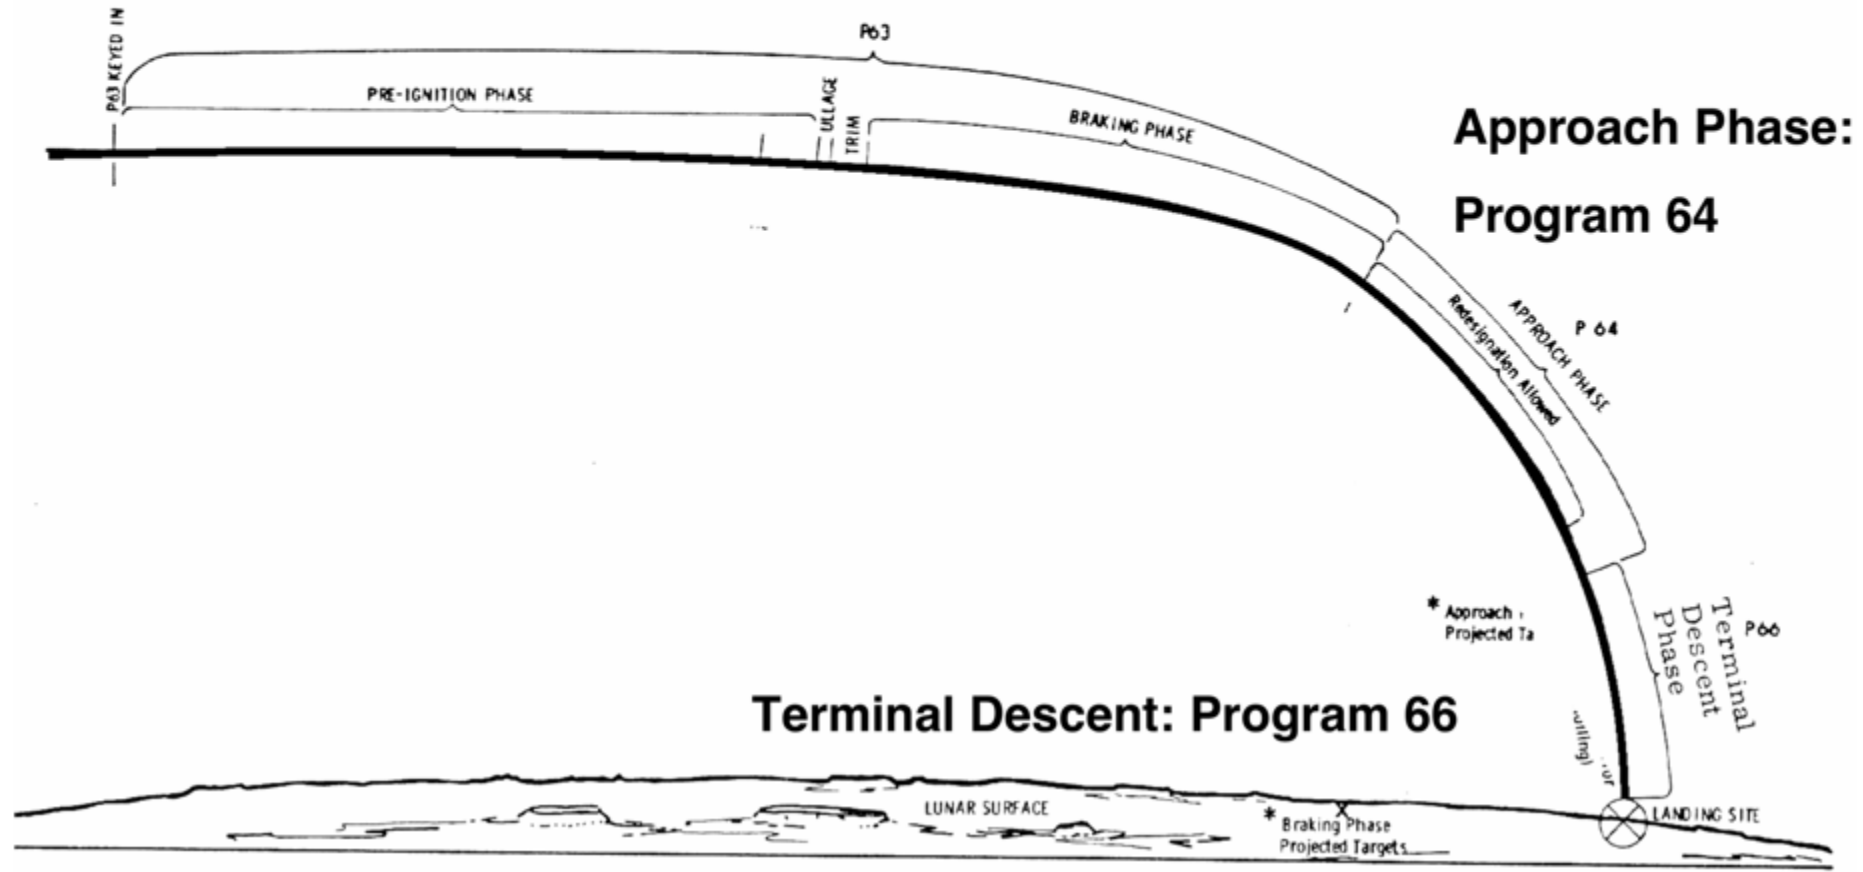 P63 KEYED IN
P63
PRE-IGNITION PHASE
ULLAGE
TRIM
BRAKING PHASE
Approach Phase:
Program 64
Redesignation Allowed
APPROACH PHASE
P 64
* Approach
Projected Ta
Terminal
Descent
Phase
P66
Terminal Descent: Program 66
LUNAR SURFACE
* Braking Phase
Projected Targets
LANDING SITE